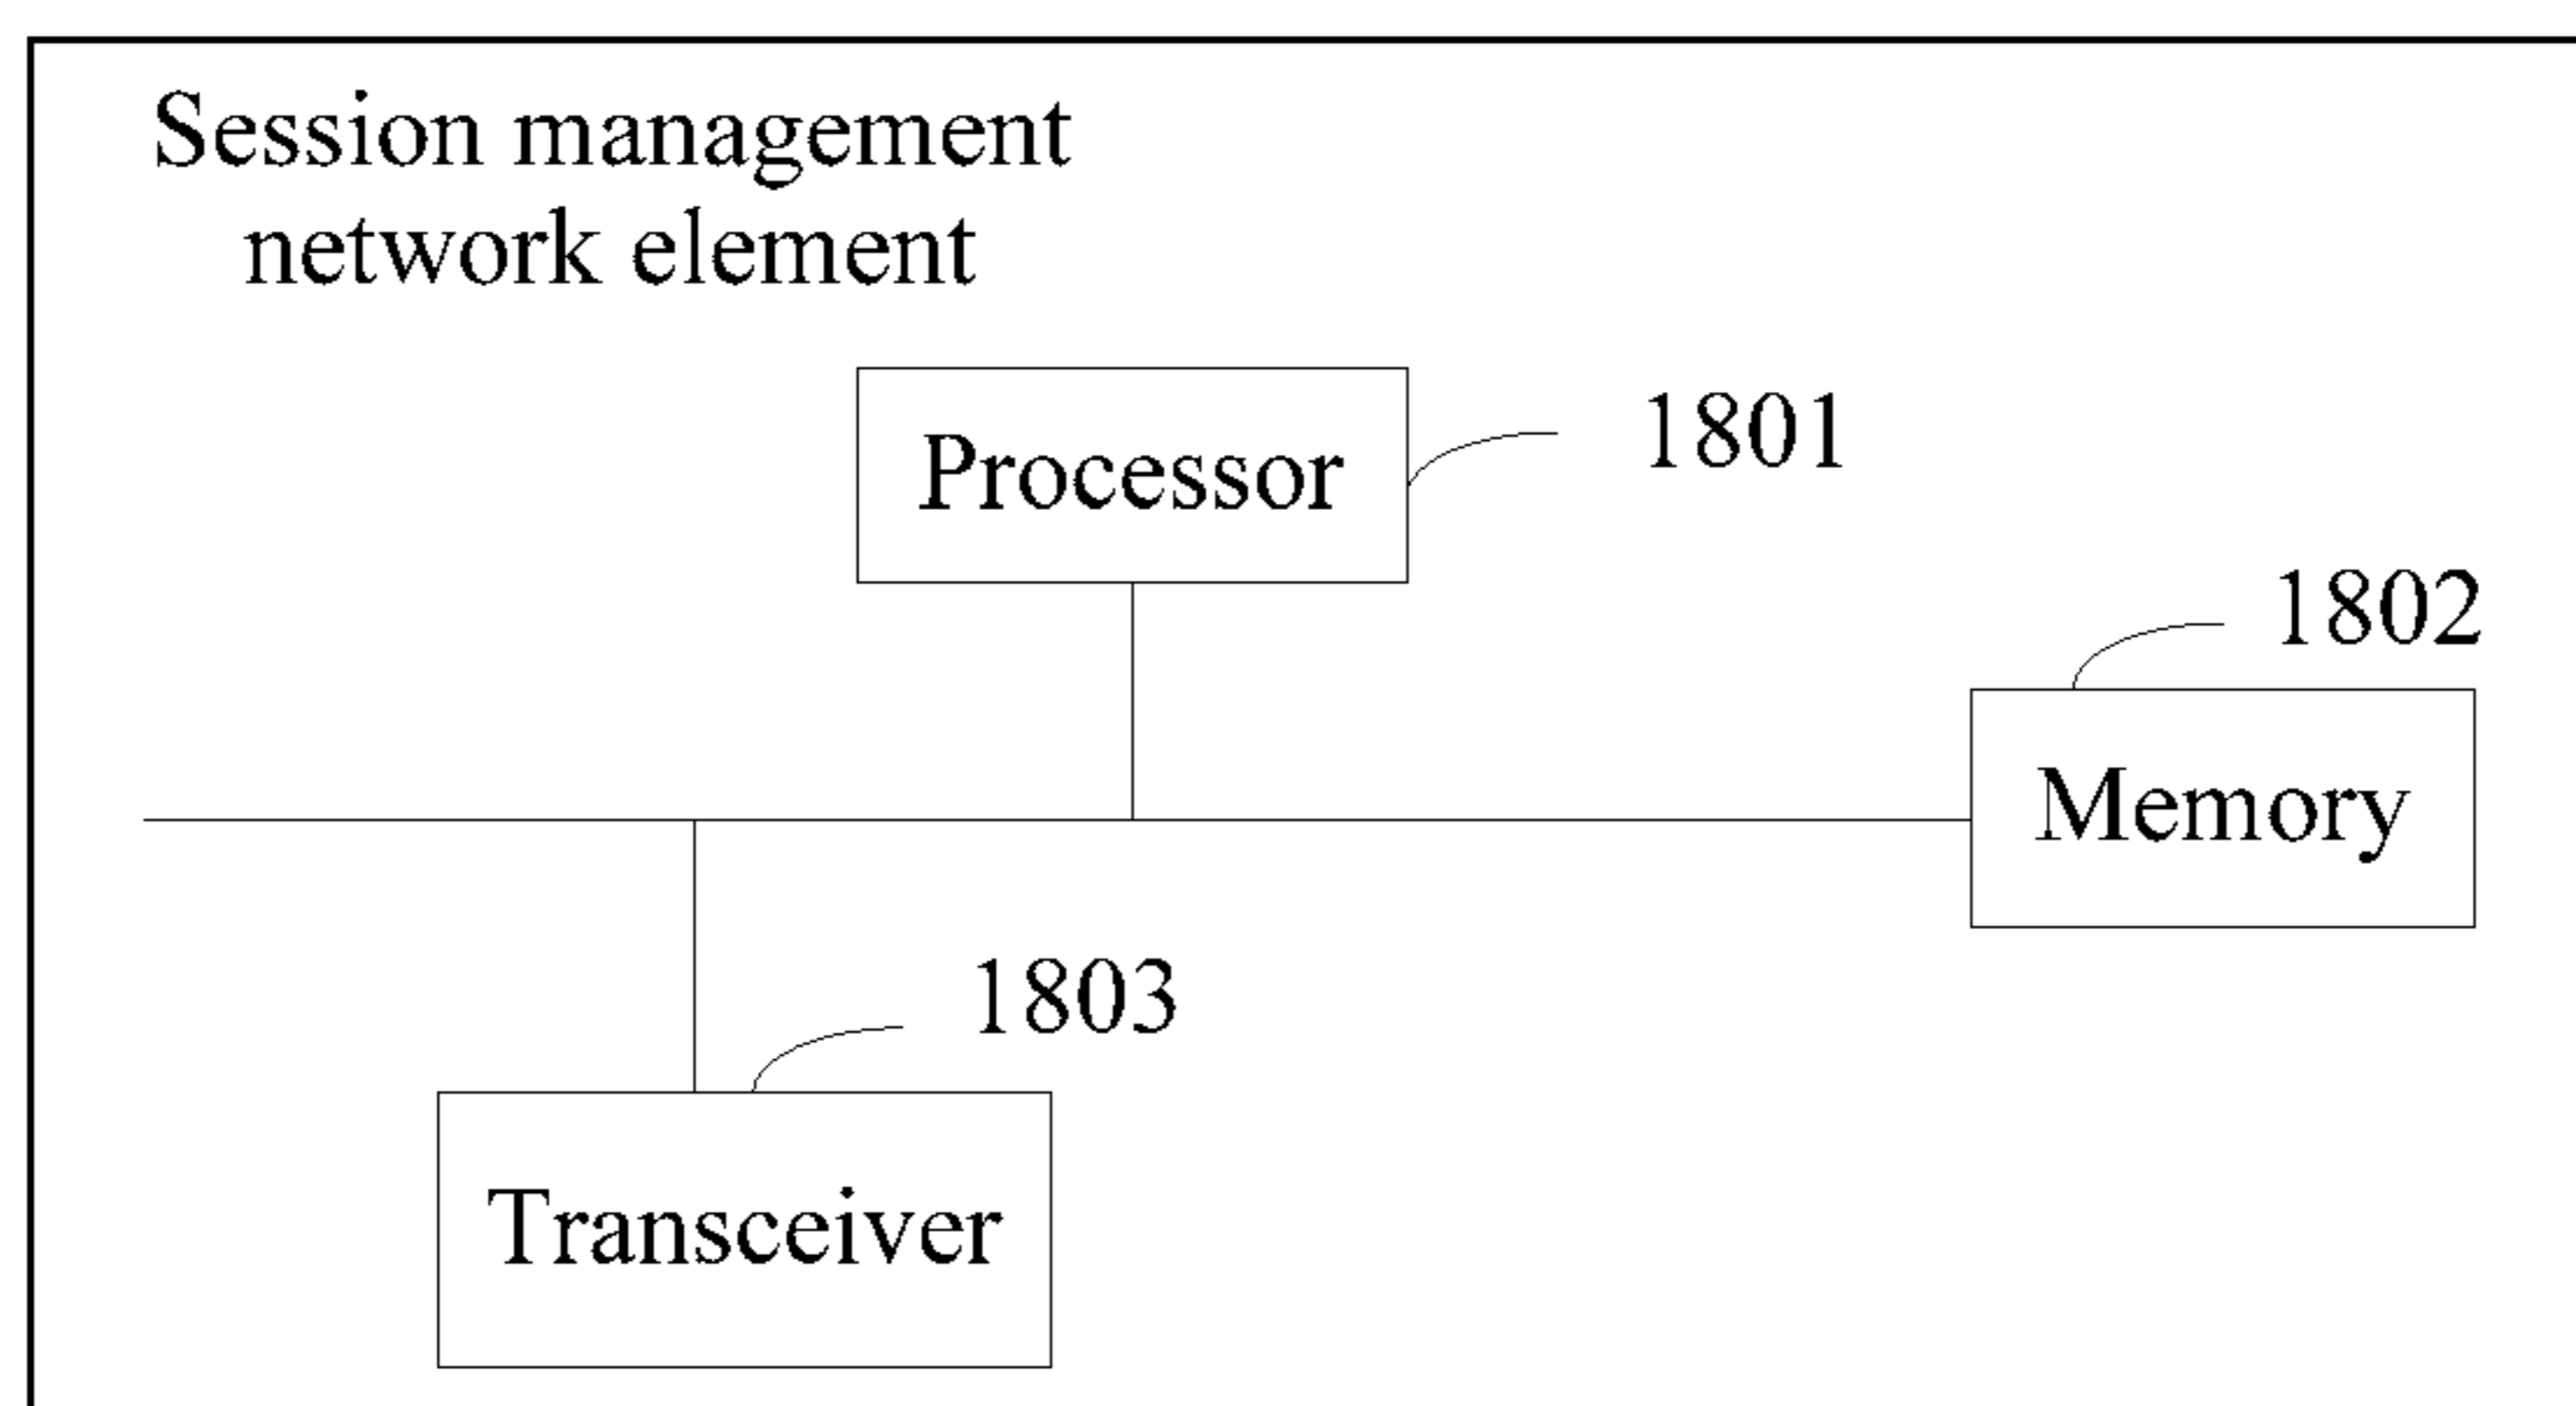 Session management
network element
Processor
1801
1802
Memory
1803
Transceiver